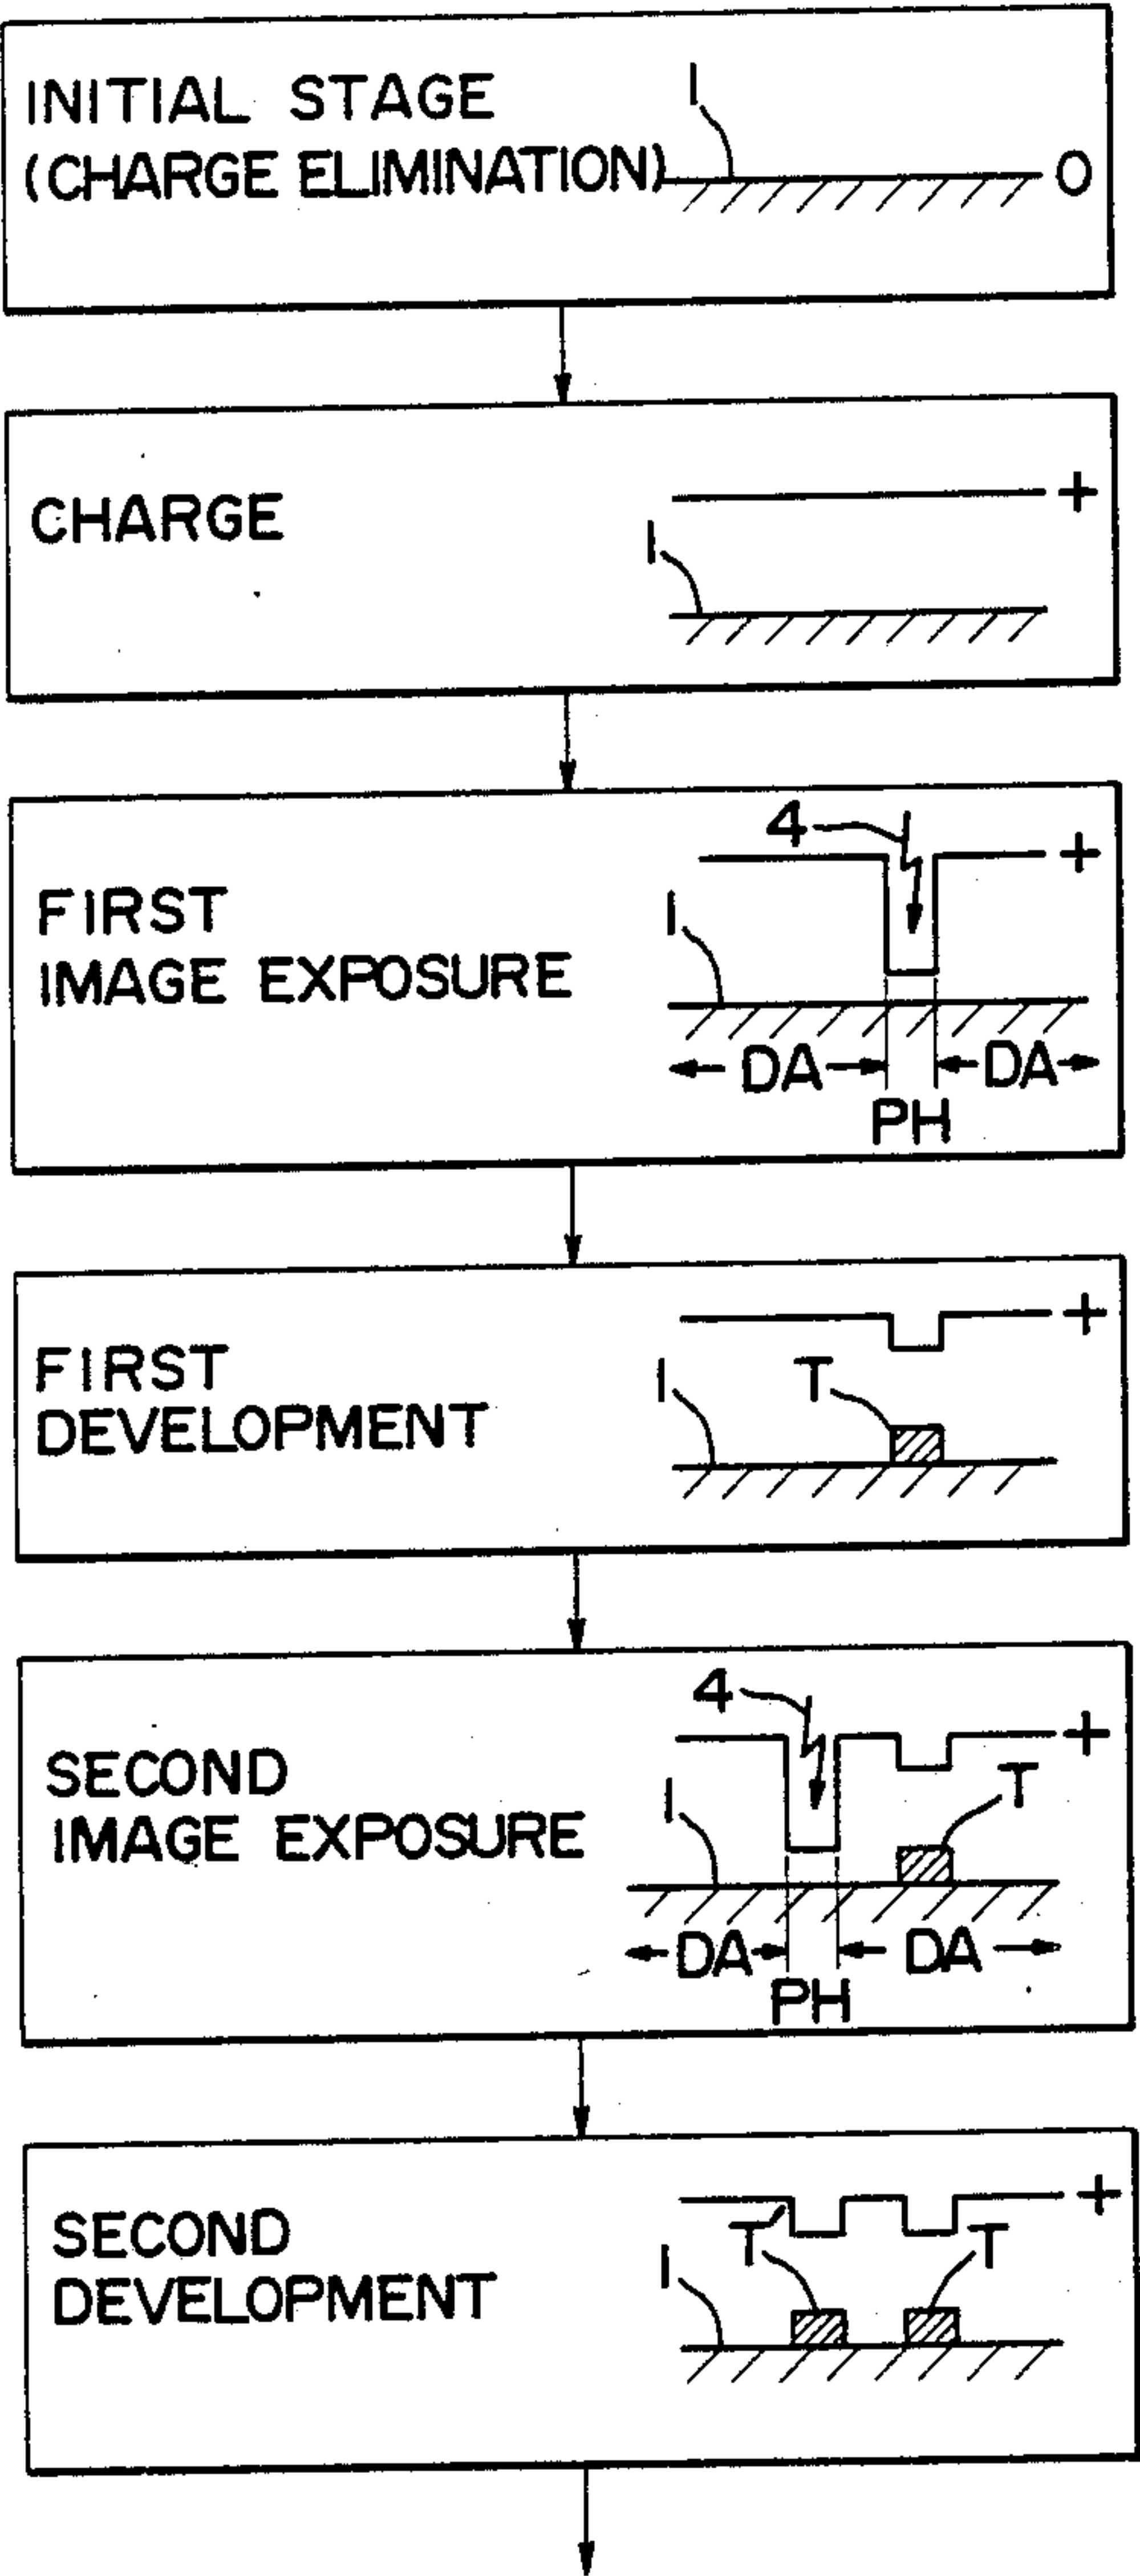 INITIAL STAGE
(CHARGE ELIMINATION)
1
0
CHARGE
+
1
FIRST
IMAGE EXPOSURE
4
+
1
DA
DA
PH
FIRST
DEVELOPMENT
+
1
T
SECOND
IMAGE EXPOSURE
4
+
1
T
DA
DA
PH
SECOND
DEVELOPMENT
+
1
T
T